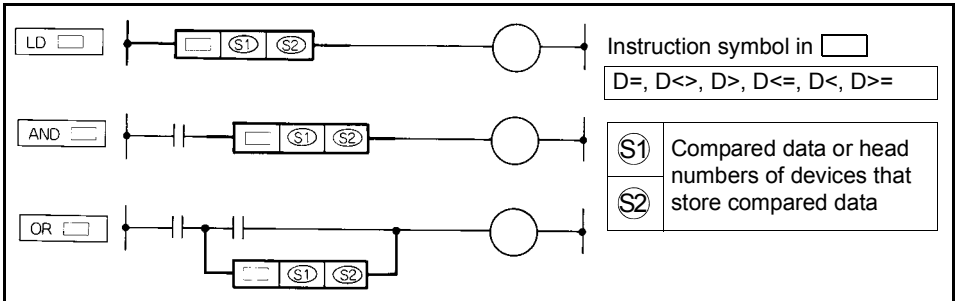 LD
S1 S2
Instruction symbol in
D=, D<>, D>, D<=, D<, D>=
AND
S1 S2
S1 Compared data or head
numbers of devices that
S2 store compared data
OR
S1 S2